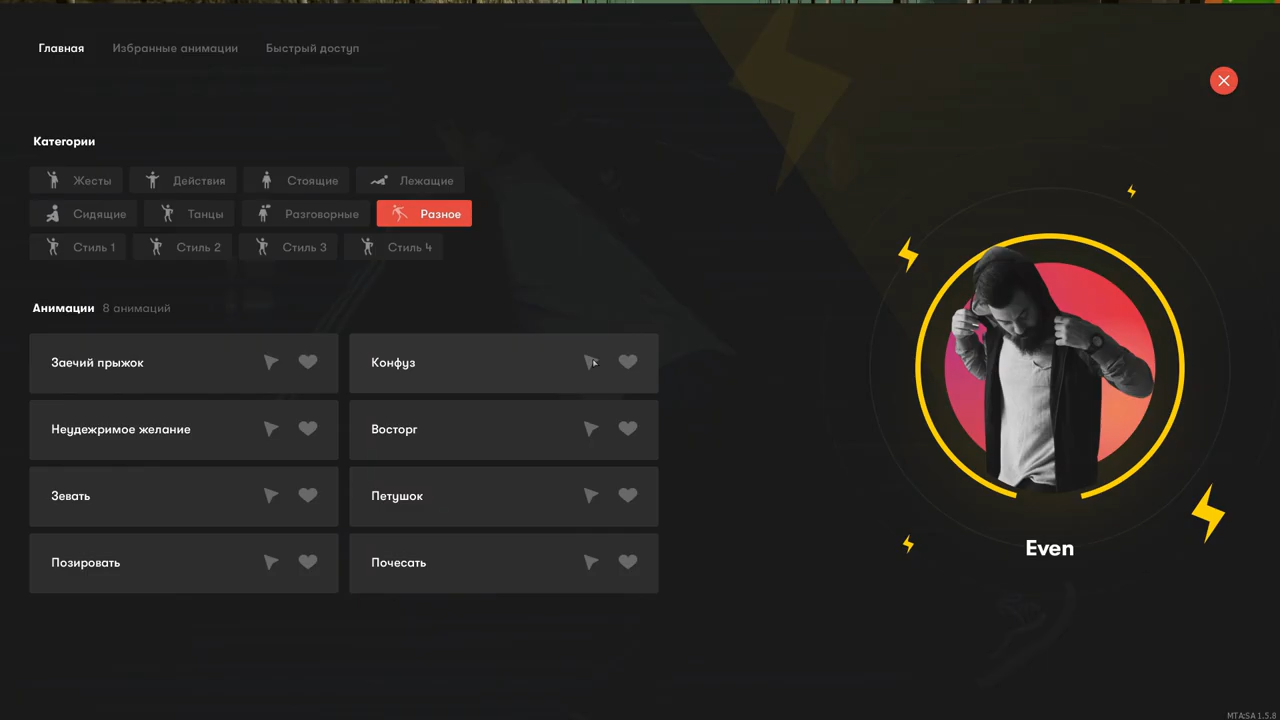 Главная Избранные анимации Быстрый доступ
Категории
Жесты Действия Стоящие Лежащие
Сидящие Танцы Разговорные Разное
Стиль 1 Стиль 2 Стиль 3 Стиль 4
Анимации 8 анимаций
Заечий прыжок Конфуз
Неудежримое желание Восторг
Зевать Петушок
Позировать Почесать
Even
MTA:SA 1.5.8